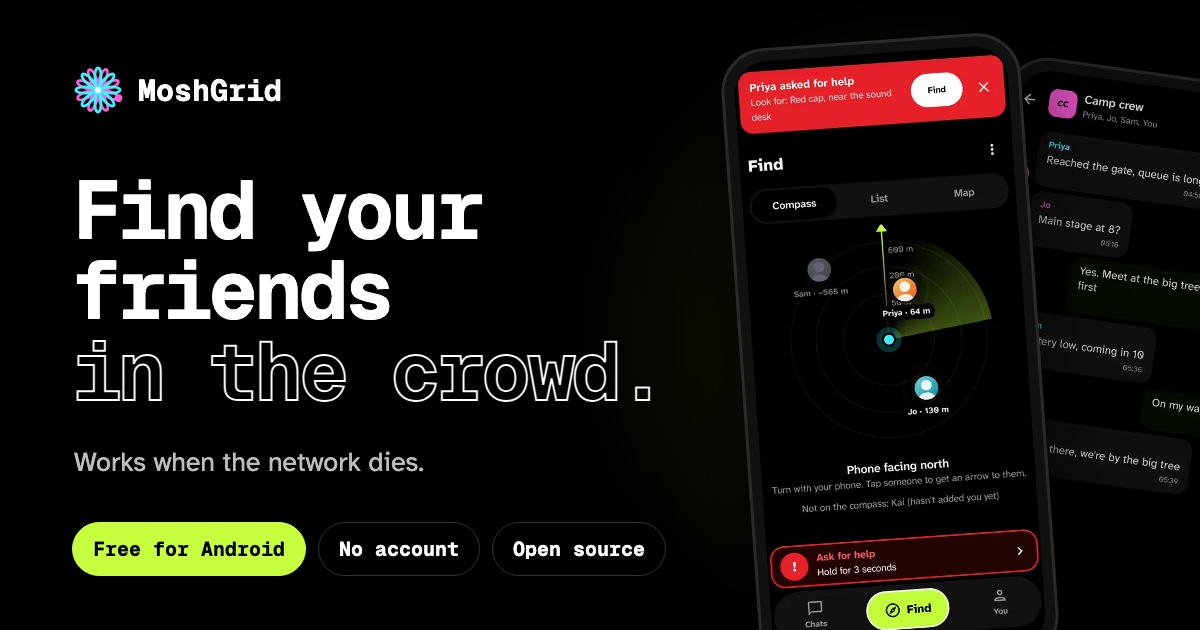 MoshGrid
Find your
friends
in the crowd.
Works when the network dies.
Free for Android
No account
Open source
Priya asked for help
Look for: Red cap, near the sound
desk
Find
Find
Compass
List
Map
600 m
200 m
Sam · ~565 m
Priya · 64 m
Jo · 130 m
Phone facing north
Turn with your phone. Tap someone to get an arrow to them.
Not on the compass: Kai (hasn't added you yet)
Ask for help
Hold for 3 seconds
Chats
Find
You
CC
Camp crew
Priya, Jo, Sam, You
Priya
Reached the gate, queue is
Jo
Main stage at 8?
05:16
Yes. Meet at the big tree
first
low, coming in 10
05:36
On my
there, we're by the big tree
05:39